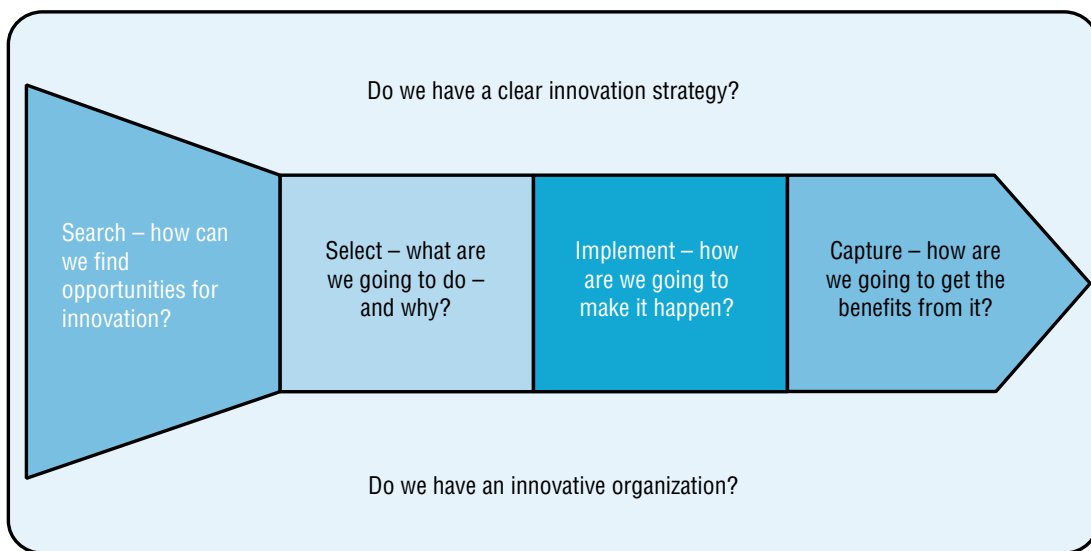 Do we have a clear innovation strategy?
Search – how can
we find
opportunities for
innovation?
Select – what are
we going to do –
and why?
Implement – how
are we going to
make it happen?
Capture – how are
we going to get the
benefits from it?
Do we have an innovative organization?